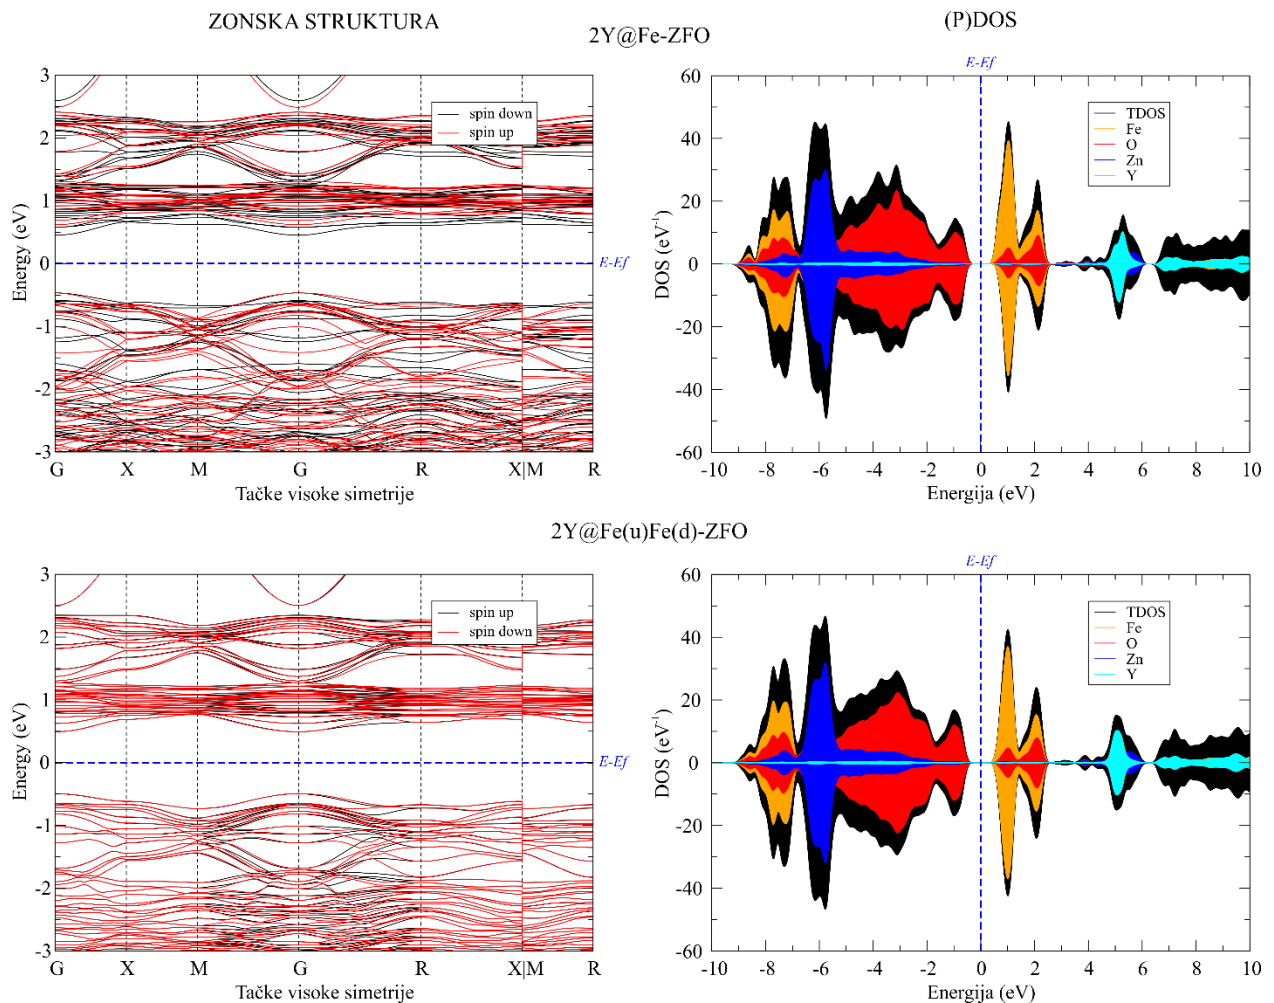 ZONSKA STRUKTURA
(P)DOS
2Y@Fe-ZFO
E-Ef
3
2
1
0
-1
-2
-3
Energy (eV)
spin down
spin up
E-Ef
G X M G R X|M R
Tačke visoke simetrije
60
40
20
0
-20
-40
-60
DOS (eV-1)
TDOS
Fe
O
Zn
Y
-10 -8 -6 -4 -2 0 2 4 6 8 10
Energija (eV)
2Y@Fe(u)Fe(d)-ZFO
E-Ef
3
2
1
0
-1
-2
-3
Energy (eV)
spin up
spin down
E-Ef
G X M G R X|M R
Tačke visoke simetrije
60
40
20
0
-20
-40
-60
DOS (eV-1)
TDOS
Fe
O
Zn
Y
-10 -8 -6 -4 -2 0 2 4 6 8 10
Energija (eV)